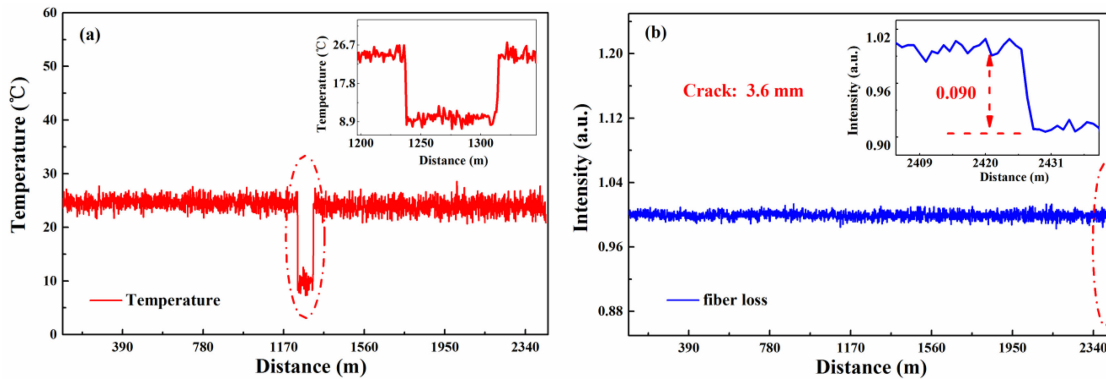 (a)
60
50
40
30
20
10
0
Temperature (℃)
390 780 1170 1560 1950 2340
Distance (m)
Temperature
26.7
17.8
8.9
Temperature (℃)
1200 1250 1300
Distance (m)
(b)
1.20
1.12
1.04
0.96
0.88
Intensity (a.u.)
390 780 1170 1560 1950 2340
Distance (m)
fiber loss
Crack: 3.6 mm
1.02
0.96
0.90
Intensity (a.u.)
0.090
2409 2420 2431
Distance (m)